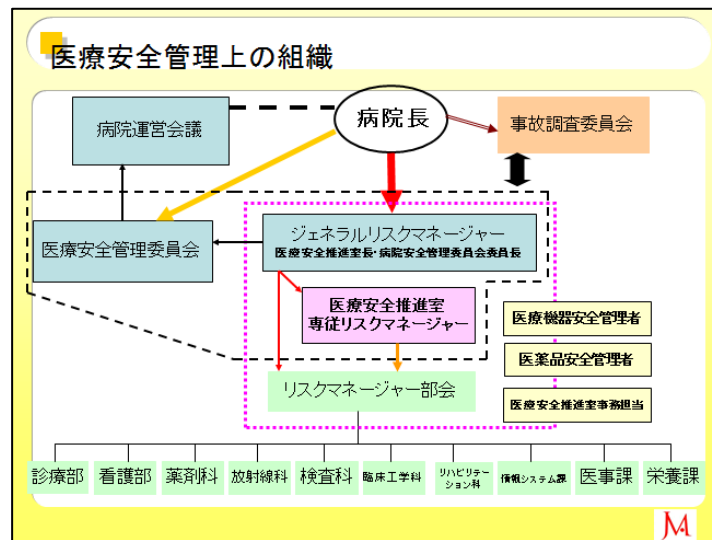 医療安全管理上の組織
病院運営会議
病院長
事故調査委員会
医療安全管理委員会
ジェネラルリスクマネージャー
医療安全推進室長・病院安全管理委員会委員長
医療安全推進室
専従リスクマネージャー
医療機器安全管理者
医薬品安全管理者
医療安全推進室事務担当
リスクマネージャー部会
診療部
看護部
薬剤科
放射線科
検査科
臨床工学科
リハビリテー
ション科
情報システム課
医事課
栄養課